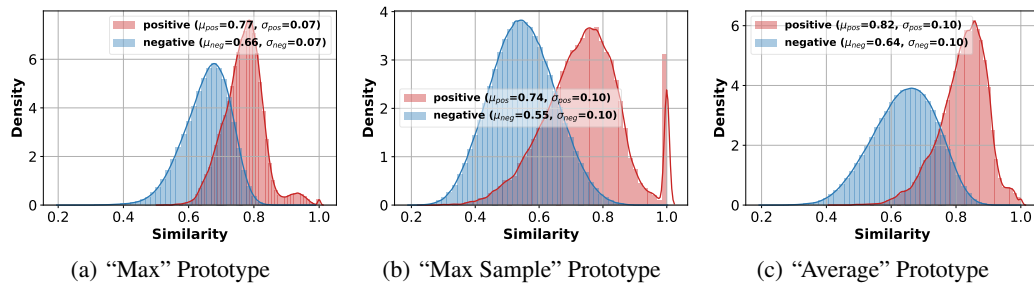 positive (μpos=0.77, σpos=0.07)
negative (μneg=0.66, σneg=0.07)
6
4
2
0
Density
0.2 0.4 0.6 0.8 1.0
Similarity
(a) “Max” Prototype
4
3
2
1
0
Density
positive (μpos=0.74, σpos=0.10)
negative (μneg=0.55, σneg=0.10)
0.2 0.4 0.6 0.8 1.0
Similarity
(b) “Max Sample” Prototype
positive (μpos=0.82, σpos=0.10)
negative (μneg=0.64, σneg=0.10)
6
4
2
0
Density
0.2 0.4 0.6 0.8 1.0
Similarity
(c) “Average” Prototype